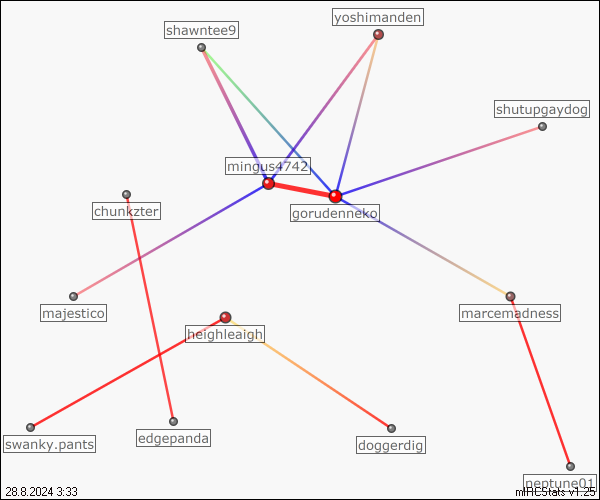 shawntee9
yoshimanden
shutupgaydog
mingus4742
gorudenneko
chunkzter
majestico
marcemadness
heighleaigh
swanky.pants
edgepanda
doggerdig
neptune01
28.8.2024 3:33
mIRCStats v1.25